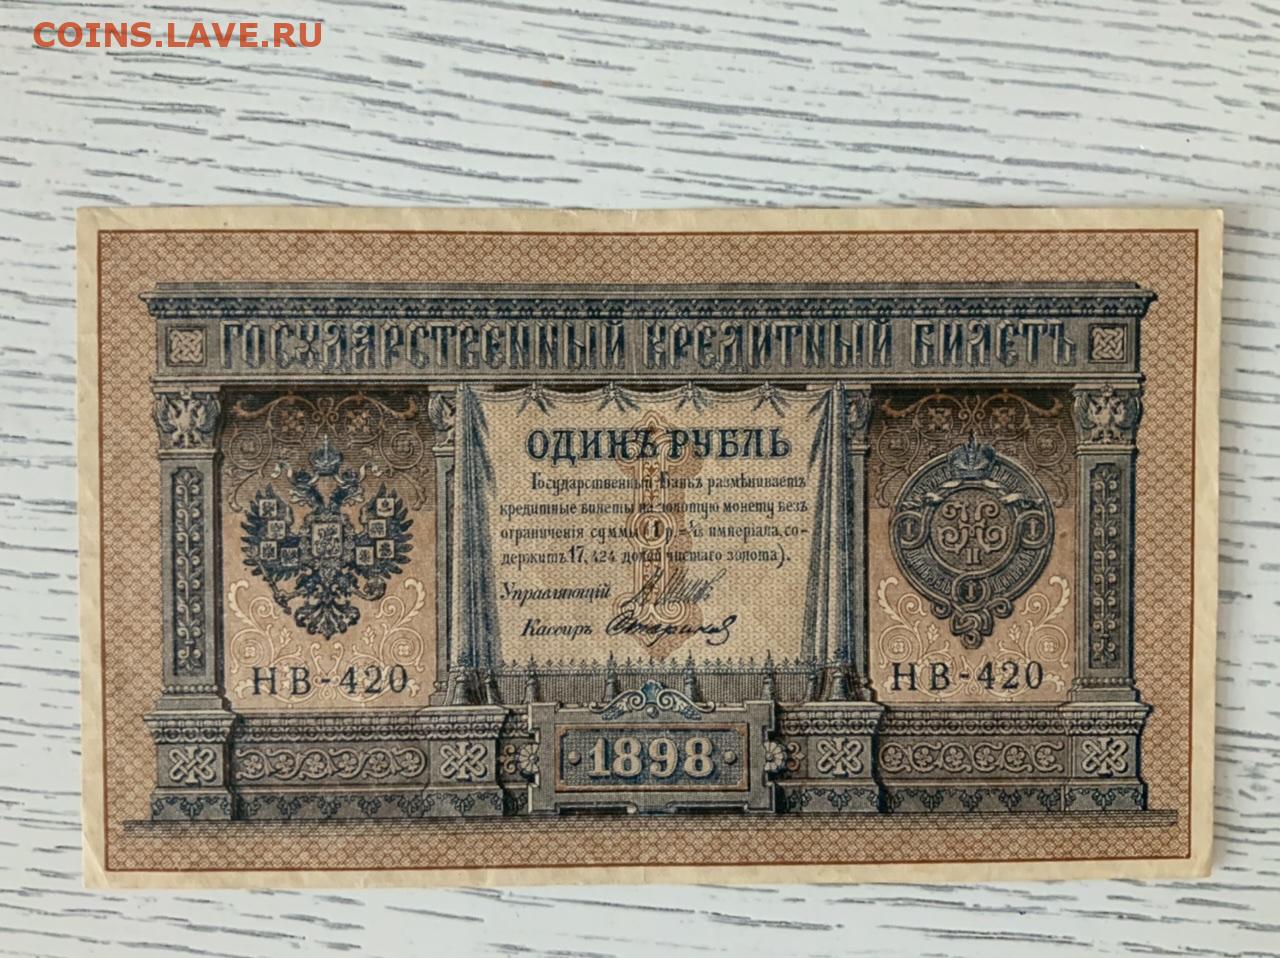 COINS.LAVE.RU
ГОСУДАРСТВЕННЫЙ КРЕДИТНЫЙ БИЛЕТЪ
ОДИНЪ РУБЛЬ
Государственный Банкъ размѣниваетъ
кредитные билеты на золотую монету безъ
ограниченія суммы (1 р. = 1/15 имперіала, со-
держитъ 17,424 долей чистаго золота).
Управляющій
Кассиръ
НВ-420
НВ-420
1898